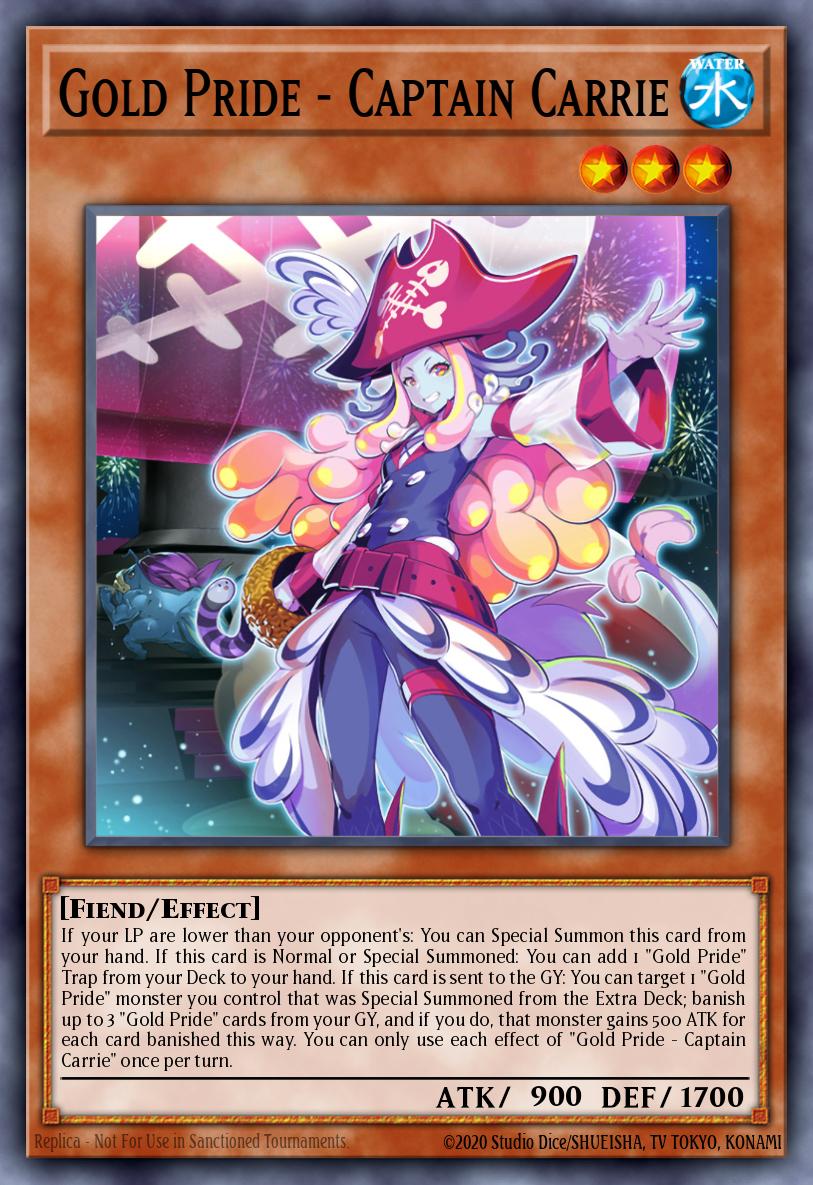 Gold Pride - Captain Carrie
WATER
水
[Fiend/Effect]
If your LP are lower than your opponent's: You can Special Summon this card from
your hand. If this card is Normal or Special Summoned: You can add 1 "Gold Pride"
Trap from your Deck to your hand. If this card is sent to the GY: You can target 1 "Gold
Pride" monster you control that was Special Summoned from the Extra Deck; banish
up to 3 "Gold Pride" cards from your GY, and if you do, that monster gains 500 ATK for
each card banished this way. You can only use each effect of "Gold Pride - Captain
Carrie" once per turn.
ATK/ 900 DEF/ 1700
Replica - Not For Use in Sanctioned Tournaments.
©2020 Studio Dice/SHUEISHA, TV TOKYO, KONAMI